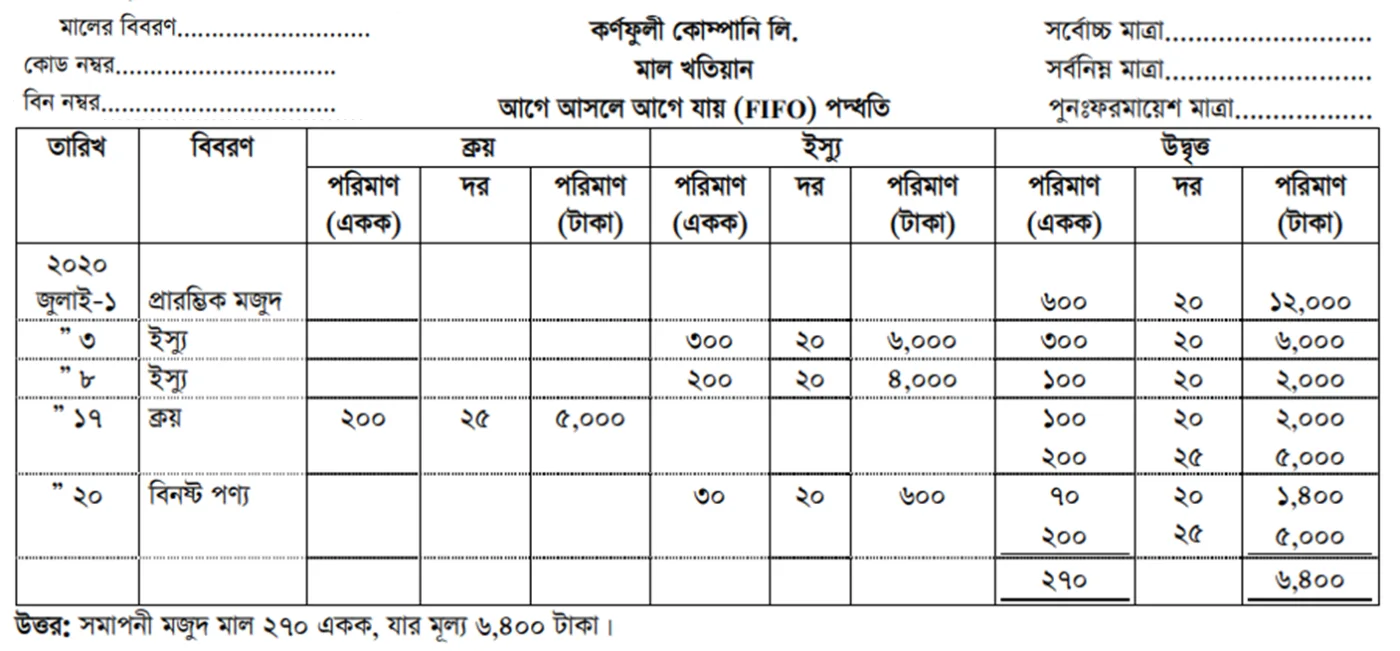 মালের বিবরণ............................ কর্ণফুলী কোম্পানি লি. সর্বোচ্চ মাত্রা..............................
কোড নম্বর................................ মাল খতিয়ান সর্বনিম্ন মাত্রা..............................
বিন নম্বর.................................. আগে আসলে আগে যায় (FIFO) পদ্ধতি পুনঃফরমায়েশ মাত্রা....................
তারিখ বিবরণ ক্রয় ইস্যু উদ্বৃত্ত
পরিমাণ দর পরিমাণ পরিমাণ দর পরিমাণ পরিমাণ দর পরিমাণ
(একক) (টাকা) (একক) (টাকা) (একক) (টাকা)
২০২০
জুলাই-১ প্রারম্ভিক মজুদ ৬০০ ২০ ১২,০০০
” ৩ ইস্যু ৩০০ ২০ ৬,০০০ ৩০০ ২০ ৬,০০০
” ৮ ইস্যু ২০০ ২০ ৪,০০০ ১০০ ২০ ২,০০০
” ১৭ ক্রয় ২০০ ২৫ ৫,০০০ ১০০ ২০ ২,০০০
২০০ ২৫ ৫,০০০
” ২০ বিনষ্ট পণ্য ৩০ ২০ ৬০০ ৭০ ২০ ১,৪০০
২০০ ২৫ ৫,০০০
২৭০ ৬,৪০০
উত্তর: সমাপনী মজুদ মাল ২৭০ একক, যার মূল্য ৬,৪০০ টাকা।